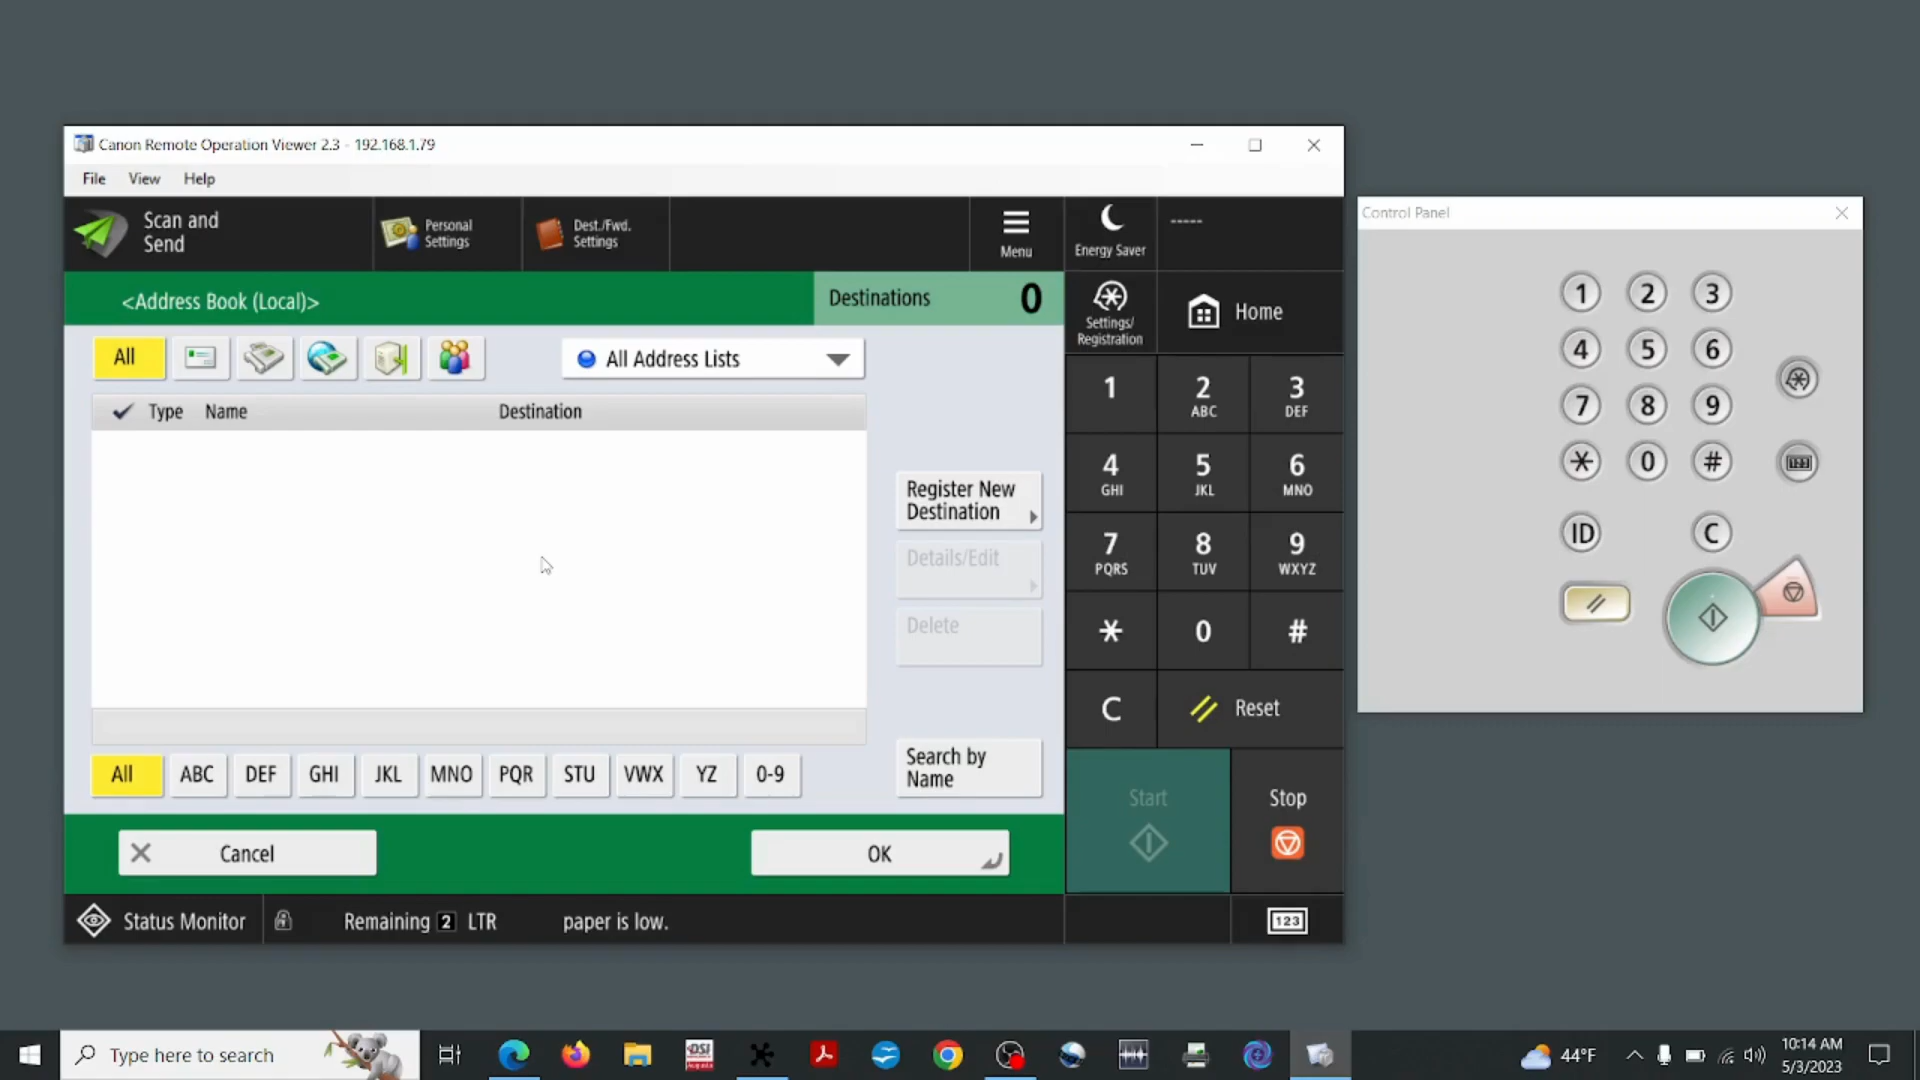 Canon Remote Operation Viewer 2.3 - 192.168.1.79
File View Help
Scan and
Send
Personal
Settings
Dest./Fwd.
Settings
Menu
Energy Saver
-----
<Address Book (Local)>
Destinations 0
Settings/
Registration
Home
All
All Address Lists
Type Name Destination
Register New
Destination
Details/Edit
Delete
Search by
Name
All ABC DEF GHI JKL MNO PQR STU VWX YZ 0-9
Cancel
OK
Status Monitor
Remaining 2 LTR paper is low.
1 2 3
ABC DEF
4 5 6
GHI JKL MNO
7 8 9
PQRS TUV WXYZ
* 0 #
C Reset
Start Stop
123
Control Panel
1 2 3
4 5 6
7 8 9
* 0 #
ID C
Type here to search
DSI
44°F
10:14 AM
5/3/2023